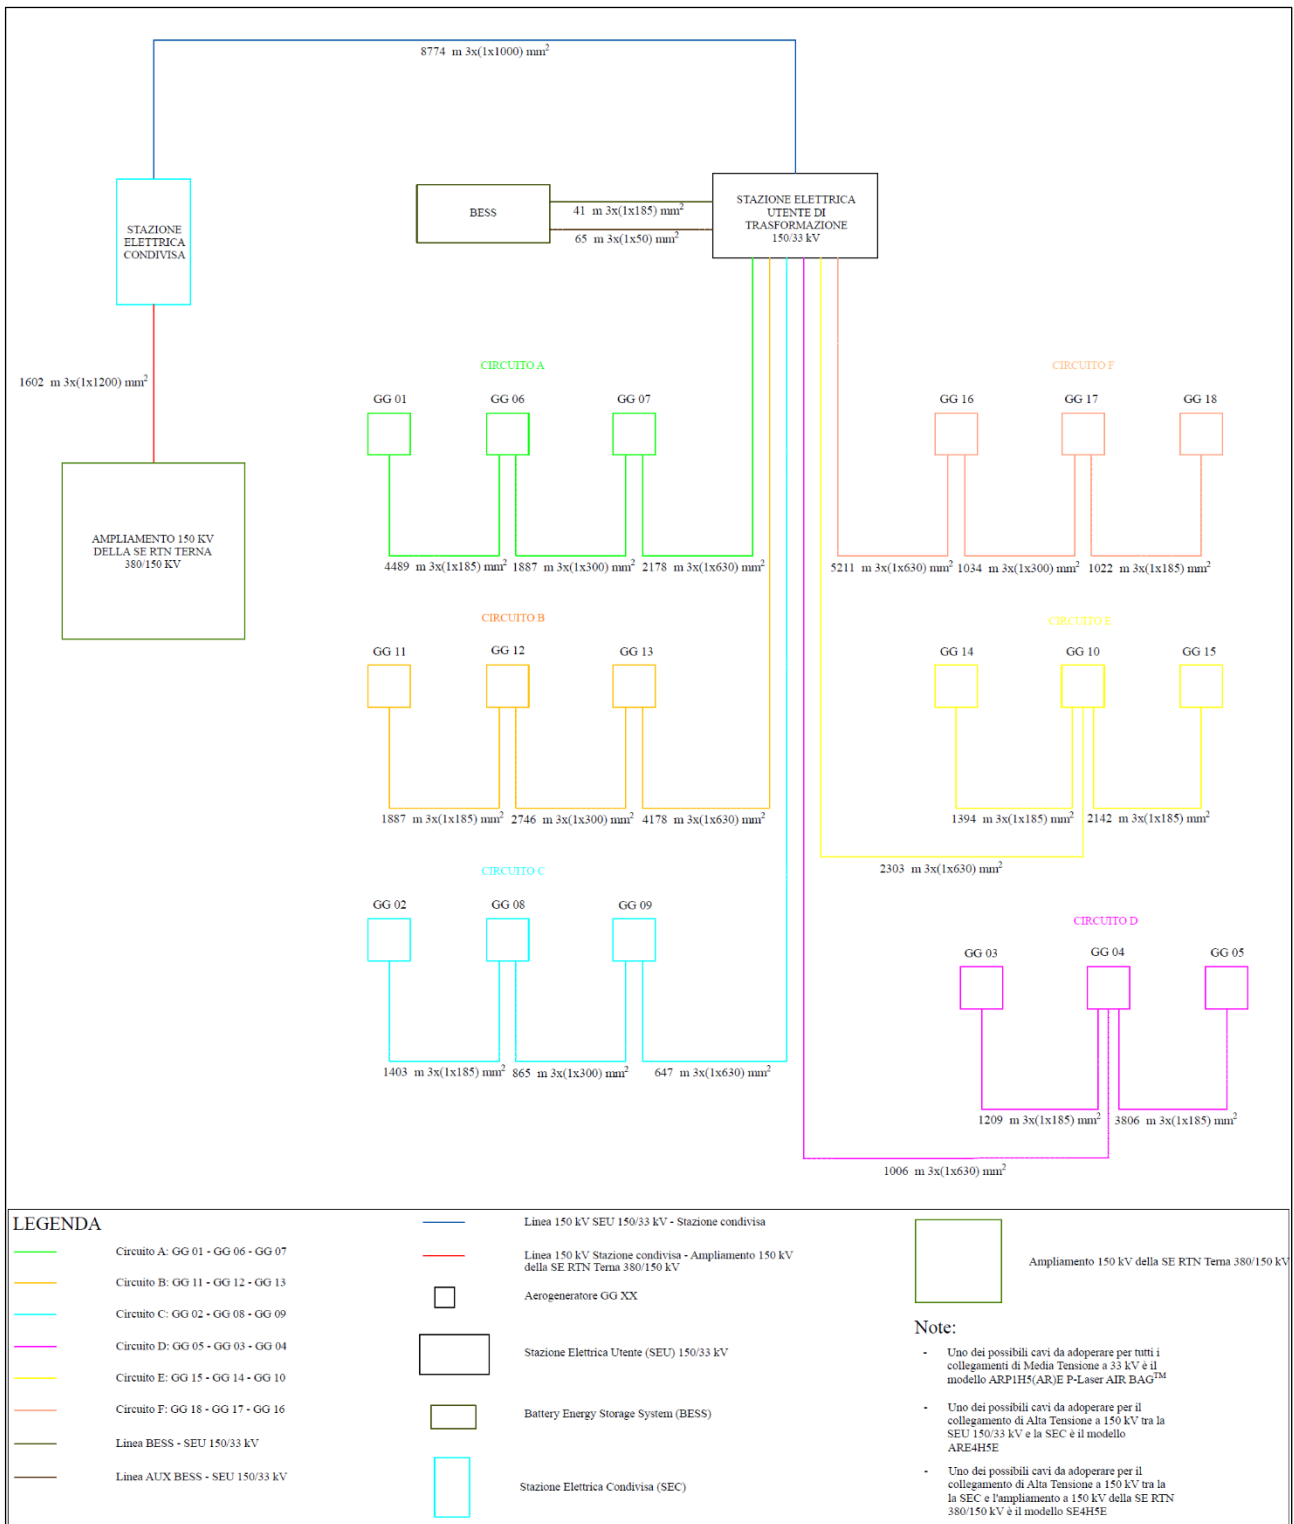 8774 m 3x(1x1000) mm²
STAZIONE
ELETTRICA
CONDIVISA
BESS
41 m 3x(1x185) mm²
65 m 3x(1x50) mm²
STAZIONE ELETTRICA
UTENTE DI
TRASFORMAZIONE
150/33 kV
1602 m 3x(1x1200) mm²
AMPLIAMENTO 150 KV
DELLA SE RTN TERNA
380/150 KV
CIRCUITO A
GG 01 GG 06 GG 07
4489 m 3x(1x185) mm² 1887 m 3x(1x300) mm² 2178 m 3x(1x630) mm²
CIRCUITO F
GG 16 GG 17 GG 18
5211 m 3x(1x630) mm² 1034 m 3x(1x300) mm² 1022 m 3x(1x185) mm²
CIRCUITO B
GG 11 GG 12 GG 13
1887 m 3x(1x185) mm² 2746 m 3x(1x300) mm² 4178 m 3x(1x630) mm²
CIRCUITO E
GG 14 GG 10 GG 15
1394 m 3x(1x185) mm² 2142 m 3x(1x185) mm²
2303 m 3x(1x630) mm²
CIRCUITO C
GG 02 GG 08 GG 09
1403 m 3x(1x185) mm² 865 m 3x(1x300) mm² 647 m 3x(1x630) mm²
CIRCUITO D
GG 03 GG 04 GG 05
1209 m 3x(1x185) mm² 3806 m 3x(1x185) mm²
1006 m 3x(1x630) mm²
LEGENDA
Circuito A: GG 01 - GG 06 - GG 07
Circuito B: GG 11 - GG 12 - GG 13
Circuito C: GG 02 - GG 08 - GG 09
Circuito D: GG 05 - GG 03 - GG 04
Circuito E: GG 15 - GG 14 - GG 10
Circuito F: GG 18 - GG 17 - GG 16
Linea BESS - SEU 150/33 kV
Linea AUX BESS - SEU 150/33 kV
Linea 150 kV SEU 150/33 kV - Stazione condivisa
Linea 150 kV Stazione condivisa - Ampliamento 150 kV
della SE RTN Terna 380/150 kV
Aerogeneratore GG XX
Stazione Elettrica Utente (SEU) 150/33 kV
Battery Energy Storage System (BESS)
Stazione Elettrica Condivisa (SEC)
Ampliamento 150 kV della SE RTN Terna 380/150 kV
Note:
- Uno dei possibili cavi da adoperare per tutti i
collegamenti di Media Tensione a 33 kV è il
modello ARP1H5(AR)E P-Laser AIR BAG™
- Uno dei possibili cavi da adoperare per il
collegamento di Alta Tensione a 150 kV tra la
SEU 150/33 kV e la SEC è il modello
ARE4H5E
- Uno dei possibili cavi da adoperare per il
collegamento di Alta Tensione a 150 kV tra la
la SEC e l'ampliamento a 150 kV della SE RTN
380/150 kV è il modello SE4H5E